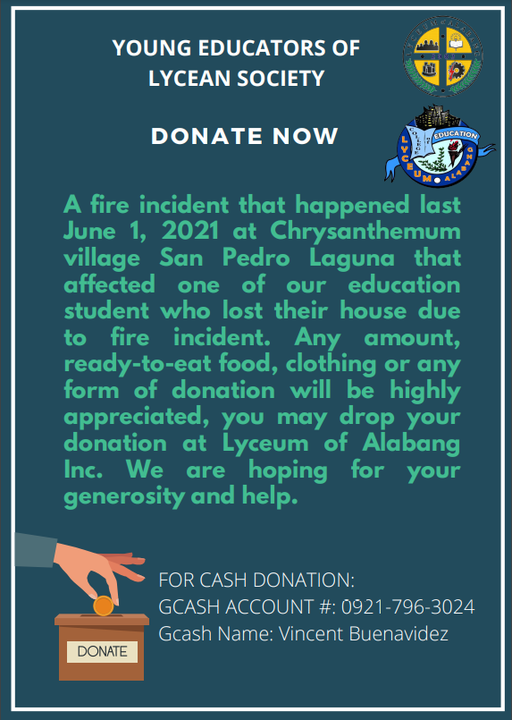 YOUNG EDUCATORS OF
LYCEAN SOCIETY
DONATE NOW
EDUCATION
LYCEUM OF ALABANG
A fire incident that happened last
June 1, 2021 at Chrysanthemum
village San Pedro Laguna that
affected one of our education
student who lost their house due
to fire incident. Any amount,
ready-to-eat food, clothing or any
form of donation will be highly
appreciated, you may drop your
donation at Lyceum of Alabang
Inc. We are hoping for your
generosity and help.
FOR CASH DONATION:
GCASH ACCOUNT #: 0921-796-3024
Gcash Name: Vincent Buenavidez
DONATE